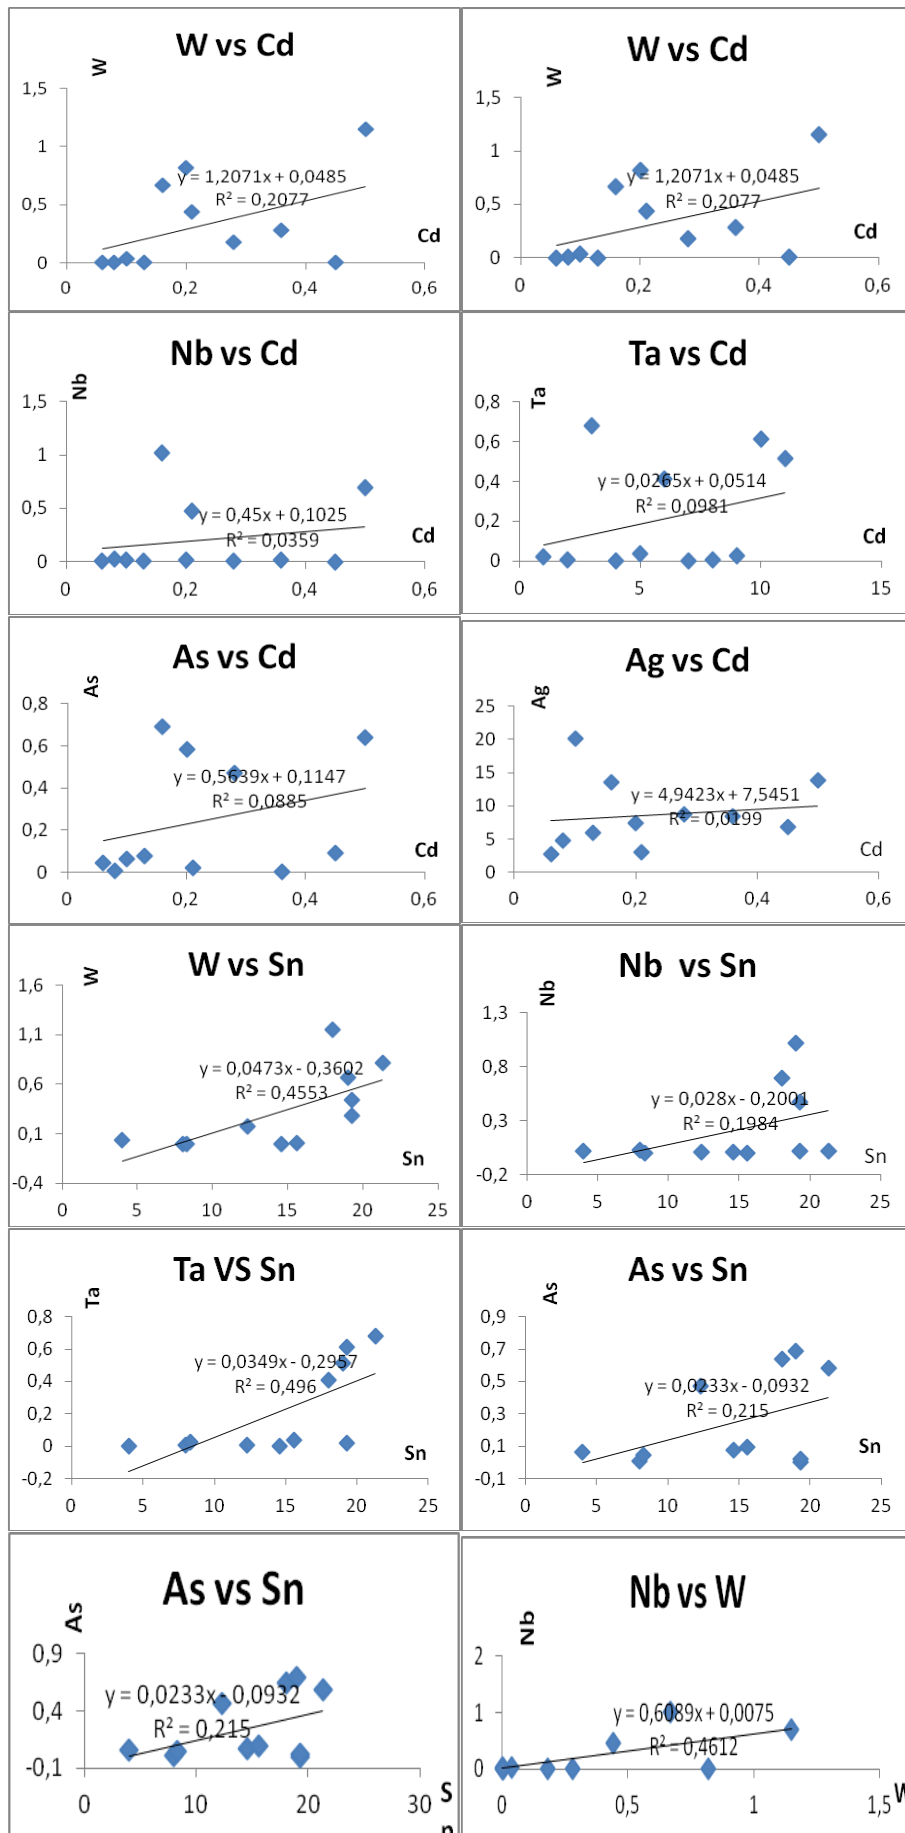 W vs Cd
W
1,5
1
0,5
0
y = 1,2071x + 0,0485
R² = 0,2077
Cd
0 0,2 0,4 0,6
W vs Cd
W
1,5
1
0,5
0
y = 1,2071x + 0,0485
R² = 0,2077
Cd
0 0,2 0,4 0,6
Nb vs Cd
Nb
1,5
1
0,5
0
y = 0,45x + 0,1025
R² = 0,0359
Cd
0 0,2 0,4 0,6
Ta vs Cd
Ta
0,8
0,6
0,4
0,2
0
y = 0,0265x + 0,0514
R² = 0,0981
Cd
0 5 10 15
As vs Cd
As
0,8
0,6
0,4
0,2
0
y = 0,5639x + 0,1147
R² = 0,0885
Cd
0 0,2 0,4 0,6
Ag vs Cd
Ag
25
20
15
10
5
0
y = 4,9423x + 7,5451
R² = 0,0199
Cd
0 0,2 0,4 0,6
W vs Sn
W
1,6
1,1
0,6
0,1
-0,4
y = 0,0473x - 0,3602
R² = 0,4553
Sn
0 5 10 15 20 25
Nb vs Sn
Nb
1,3
0,8
0,3
-0,2
y = 0,028x - 0,2001
R² = 0,1984
Sn
0 5 10 15 20 25
Ta VS Sn
Ta
0,8
0,6
0,4
0,2
0
-0,2
y = 0,0349x - 0,2957
R² = 0,496
Sn
0 5 10 15 20 25
As vs Sn
As
0,9
0,7
0,5
0,3
0,1
-0,1
y = 0,0233x - 0,0932
R² = 0,215
Sn
0 5 10 15 20 25
As vs Sn
As
0,9
0,4
-0,1
y = 0,0233x - 0,0932
R² = 0,215
0 10 20 30
S
n
Nb vs W
Nb
2
1
0
y = 0,6089x + 0,0075
R² = 0,4612
W
0 0,5 1 1,5